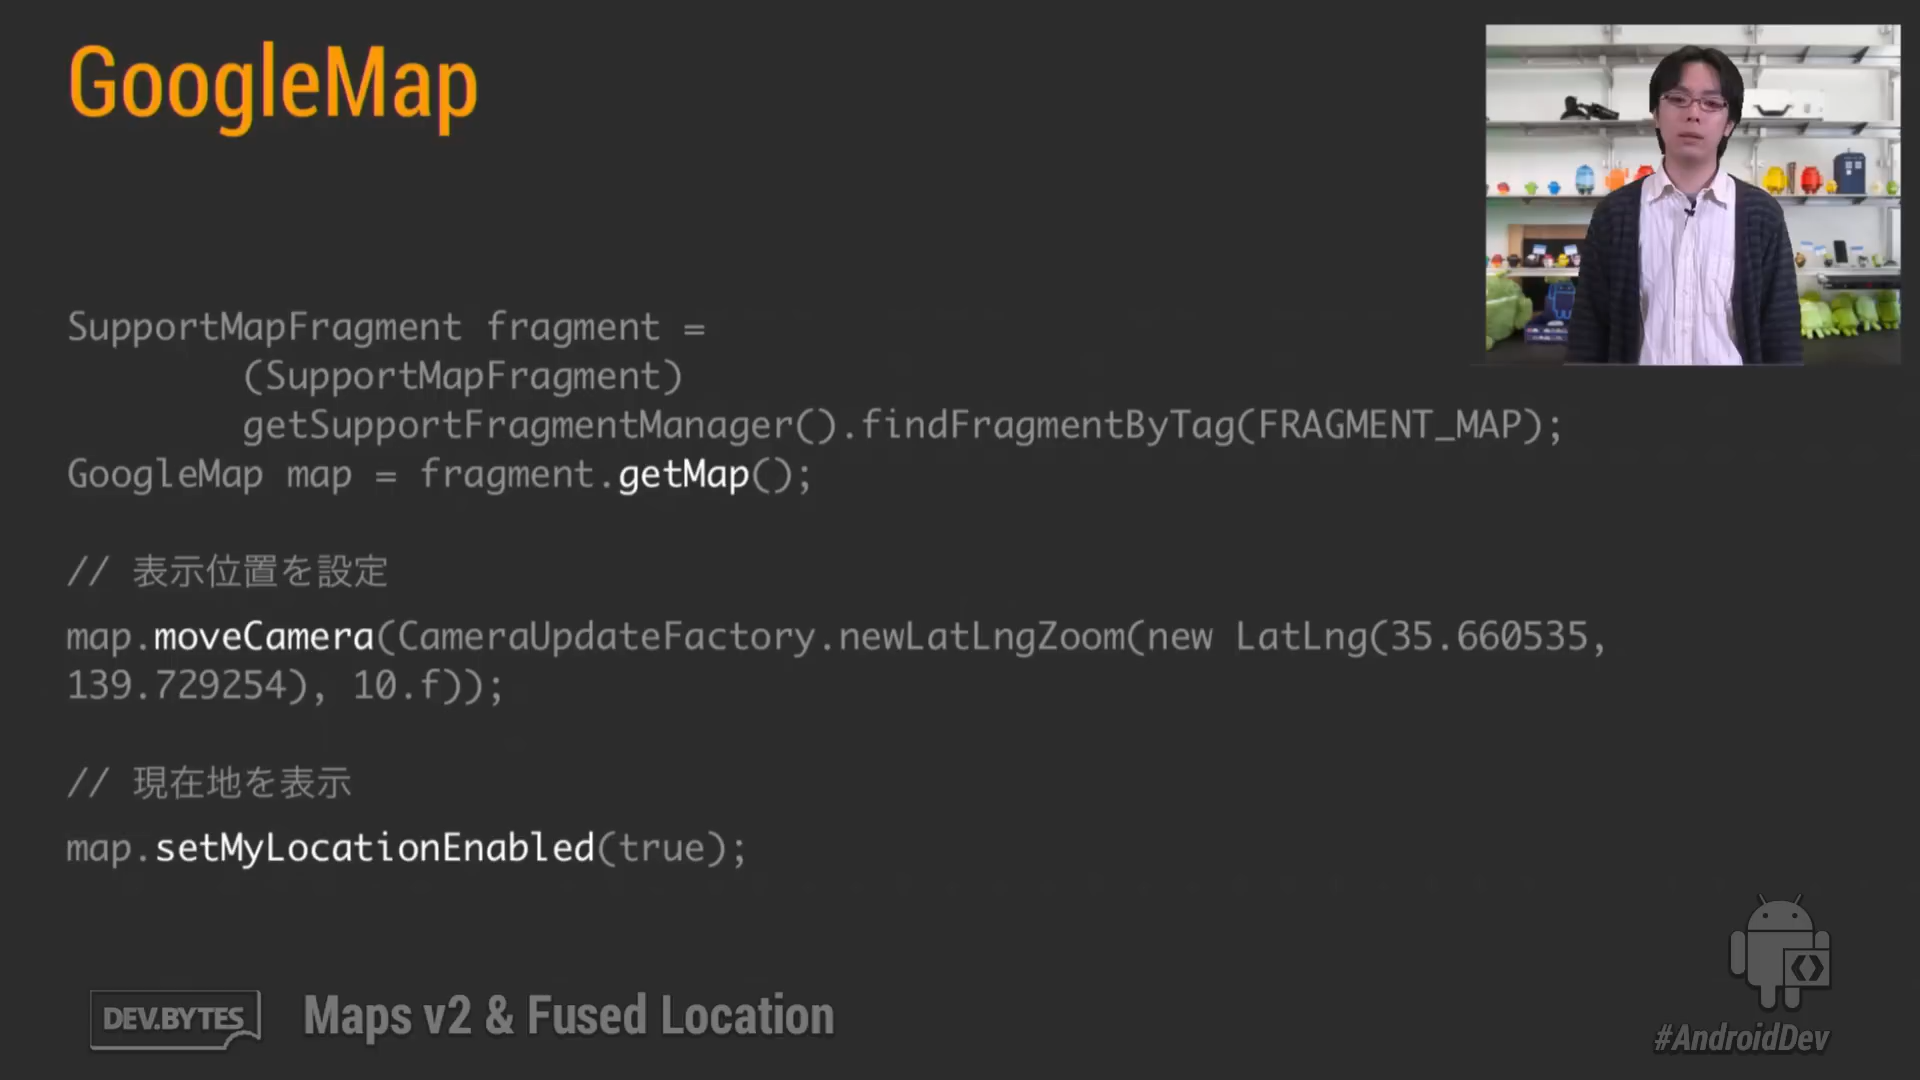 GoogleMap
SupportMapFragment fragment =
(SupportMapFragment)
getSupportFragmentManager().findFragmentByTag(FRAGMENT_MAP);
GoogleMap map = fragment.getMap();
// 表示位置を設定
map.moveCamera(CameraUpdateFactory.newLatLngZoom(new LatLng(35.660535,
139.729254), 10.f));
// 現在地を表示
map.setMyLocationEnabled(true);
DEV.BYTES
Maps v2 & Fused Location
#AndroidDev